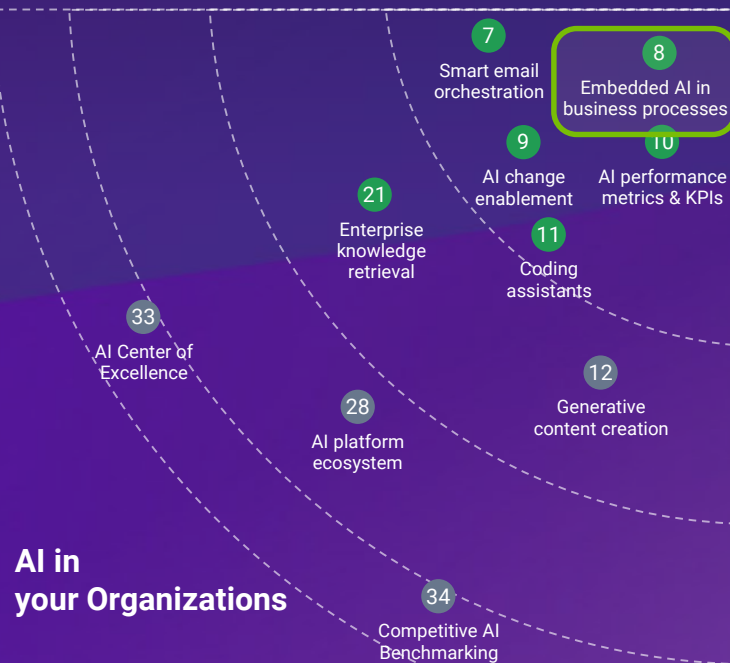 7
Smart email
orchestration
8
Embedded AI in
business processes
9
AI change
enablement
10
AI performance
metrics & KPIs
21
Enterprise
knowledge
retrieval
11
Coding
assistants
33
AI Center of
Excellence
12
Generative
content creation
28
AI platform
ecosystem
AI in
your Organizations
34
Competitive AI
Benchmarking